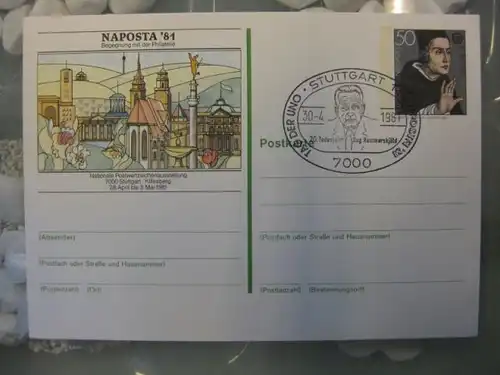 NAPOSTA '81
Begegnung mit der Philatelie
Nationale Postwertzeichenausstellung
7000 Stuttgart - Killesberg
28. April bis 5. Mai 1981
(Absender)
(Postfach oder Straße und Hausnummer)
(Postleitzahl) (Ort)
Postkarte
(Postfach oder Straße und Hausnummer)
(Postleitzahl) (Bestimmungsort)
50
STUTTGART
TAG DER UNO
30.-4. 1981
20. Todestag Dag Hammarskjöld
7000